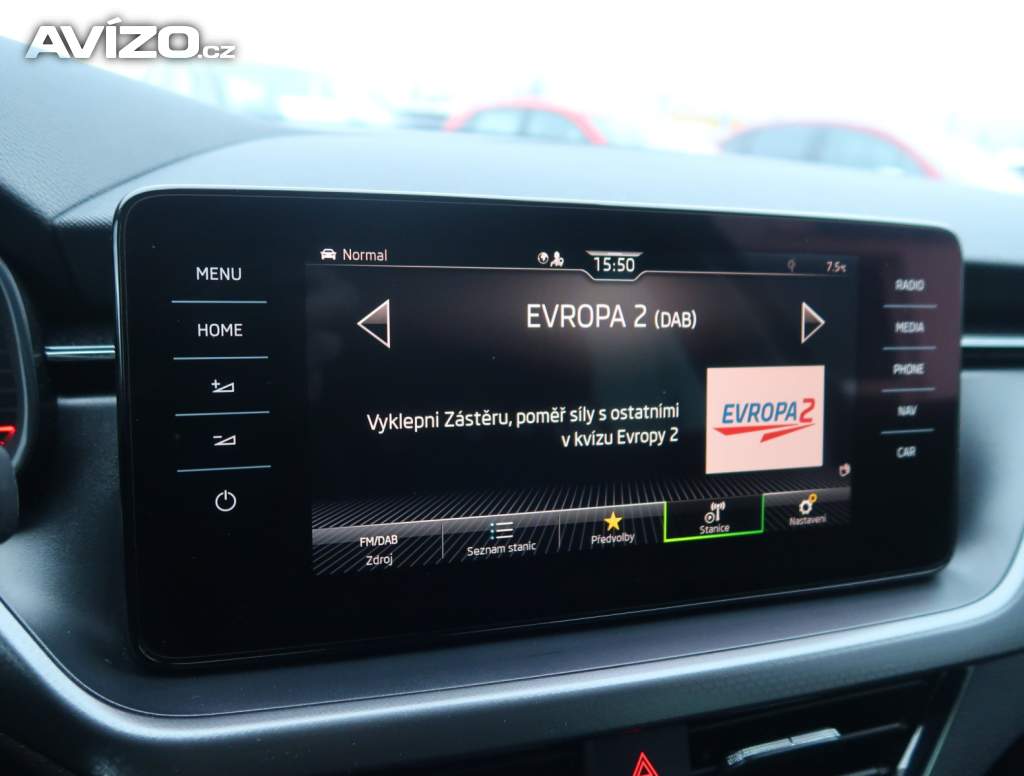 AVÍZO.cz
Normal
15:50
7.5°C
MENU
HOME
RADIO
MEDIA
PHONE
NAV
CAR
EVROPA 2 (DAB)
Vyklepni Zástěru, poměř síly s ostatními
v kvízu Evropy 2
EVROPA 2
FM/DAB
Zdroj
Seznam stanic
Předvolby
Stanice
Nastavení